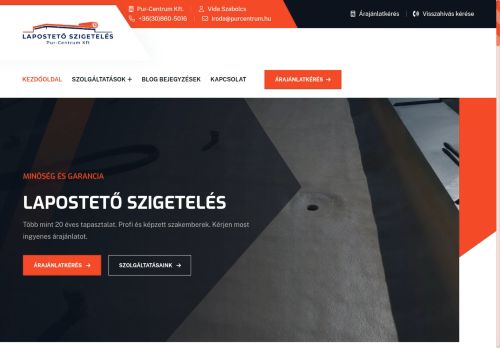 LAPOSTETŐ SZIGETELÉS
Pur-Centrum Kft.
Pur-Centrum Kft. Vida Szabolcs
+36(30)860-5016 iroda@purcentrum.hu
Árajánlatkérés Visszahívás kérése
KEZDŐOLDAL SZOLGÁLTATÁSOK + BLOG BEJEGYZÉSEK KAPCSOLAT ÁRAJÁNLATKÉRÉS →
MINŐSÉG ÉS GARANCIA
LAPOSTETŐ SZIGETELÉS
Több mint 20 éves tapasztalat. Profi és képzett szakemberek. Kérjen most
ingyenes árajánlatot.
ÁRAJÁNLATKÉRÉS → SZOLGÁLTATÁSAINK →